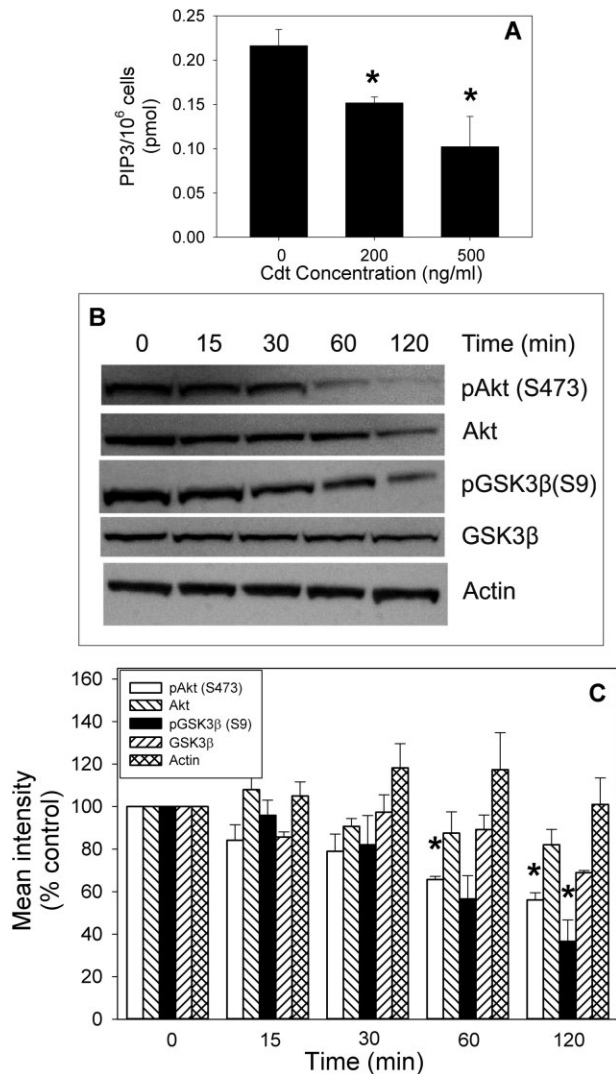 A
0.25
0.20
0.15
0.10
0.05
0.00
PIP3/10⁶ cells
(pmol)
*
*
0 200 500
Cdt Concentration (ng/ml)
B
0 15 30 60 120 Time (min)
pAkt (S473)
Akt
pGSK3β(S9)
GSK3β
Actin
C
160
140
120
100
80
60
40
20
0
Mean intensity
(% control)
pAkt (S473)
Akt
pGSK3β (S9)
GSK3β
Actin
*
*
*
0 15 30 60 120
Time (min)